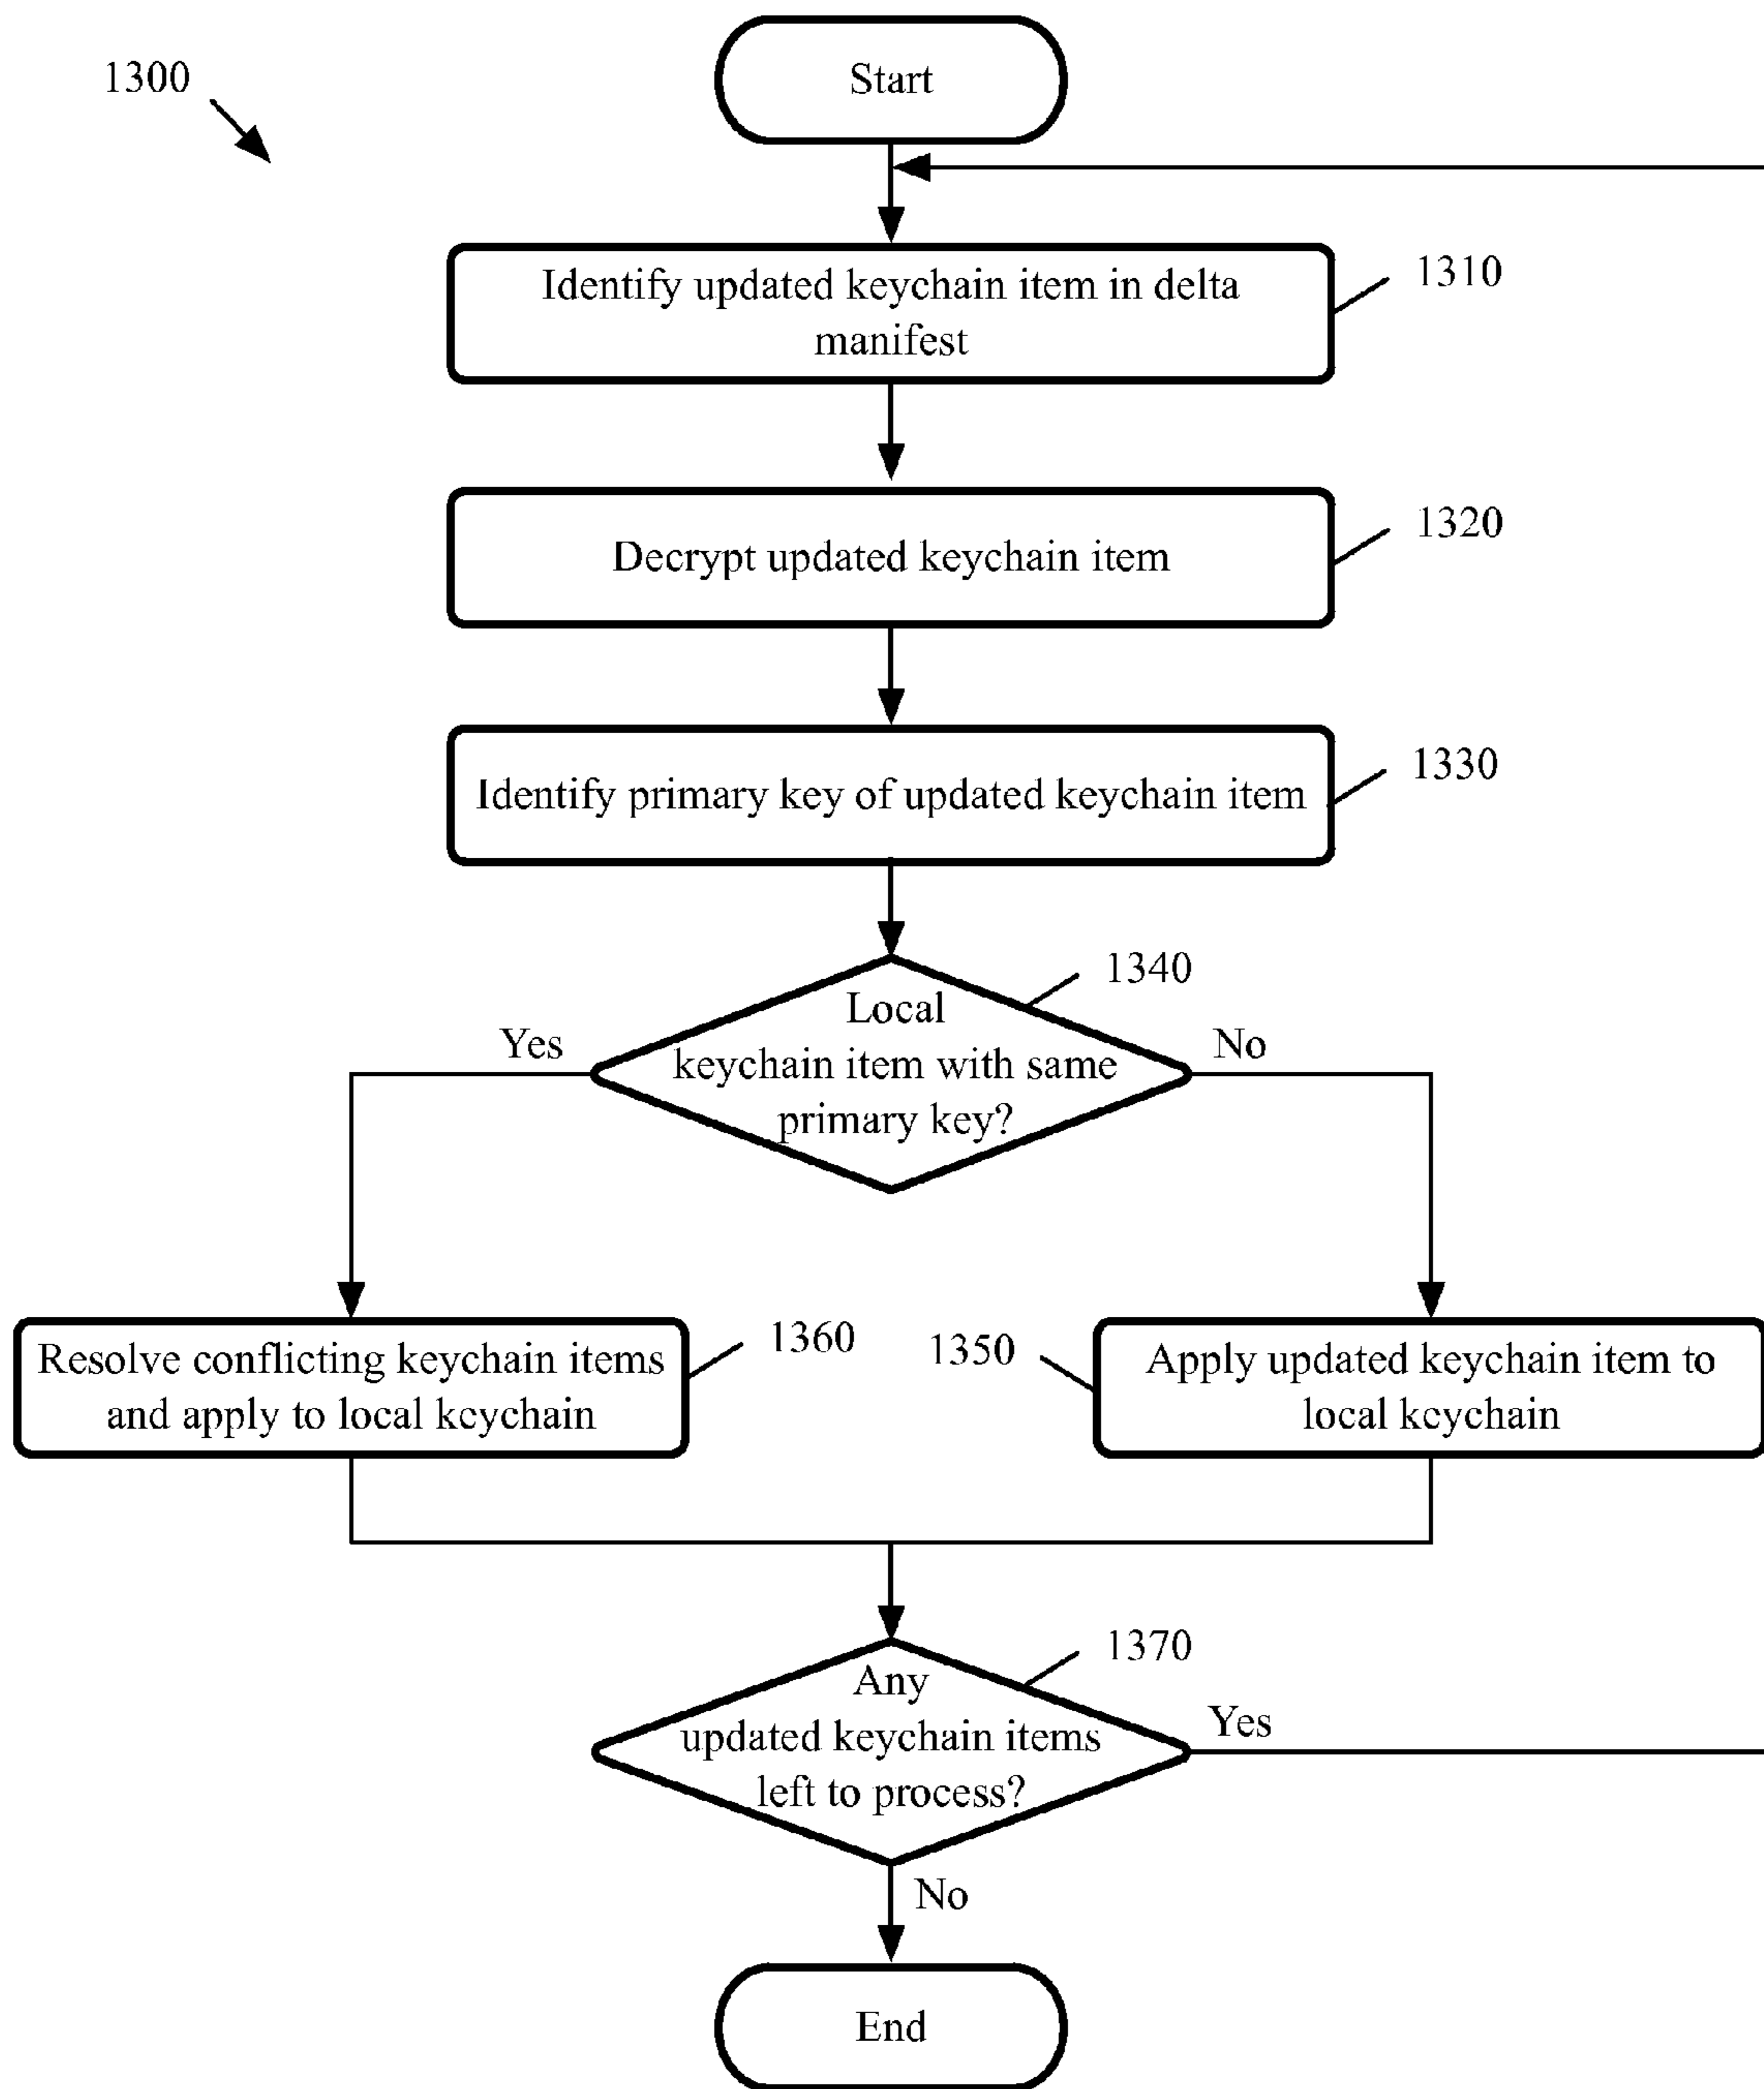 1300
Start
Identify updated keychain item in delta
manifest
1310
Decrypt updated keychain item
1320
Identify primary key of updated keychain item
1330
Local
keychain item with same
primary key?
1340
Yes
No
Resolve conflicting keychain items
and apply to local keychain
1360
1350
Apply updated keychain item to
local keychain
Any
updated keychain items
left to process?
1370
Yes
No
End